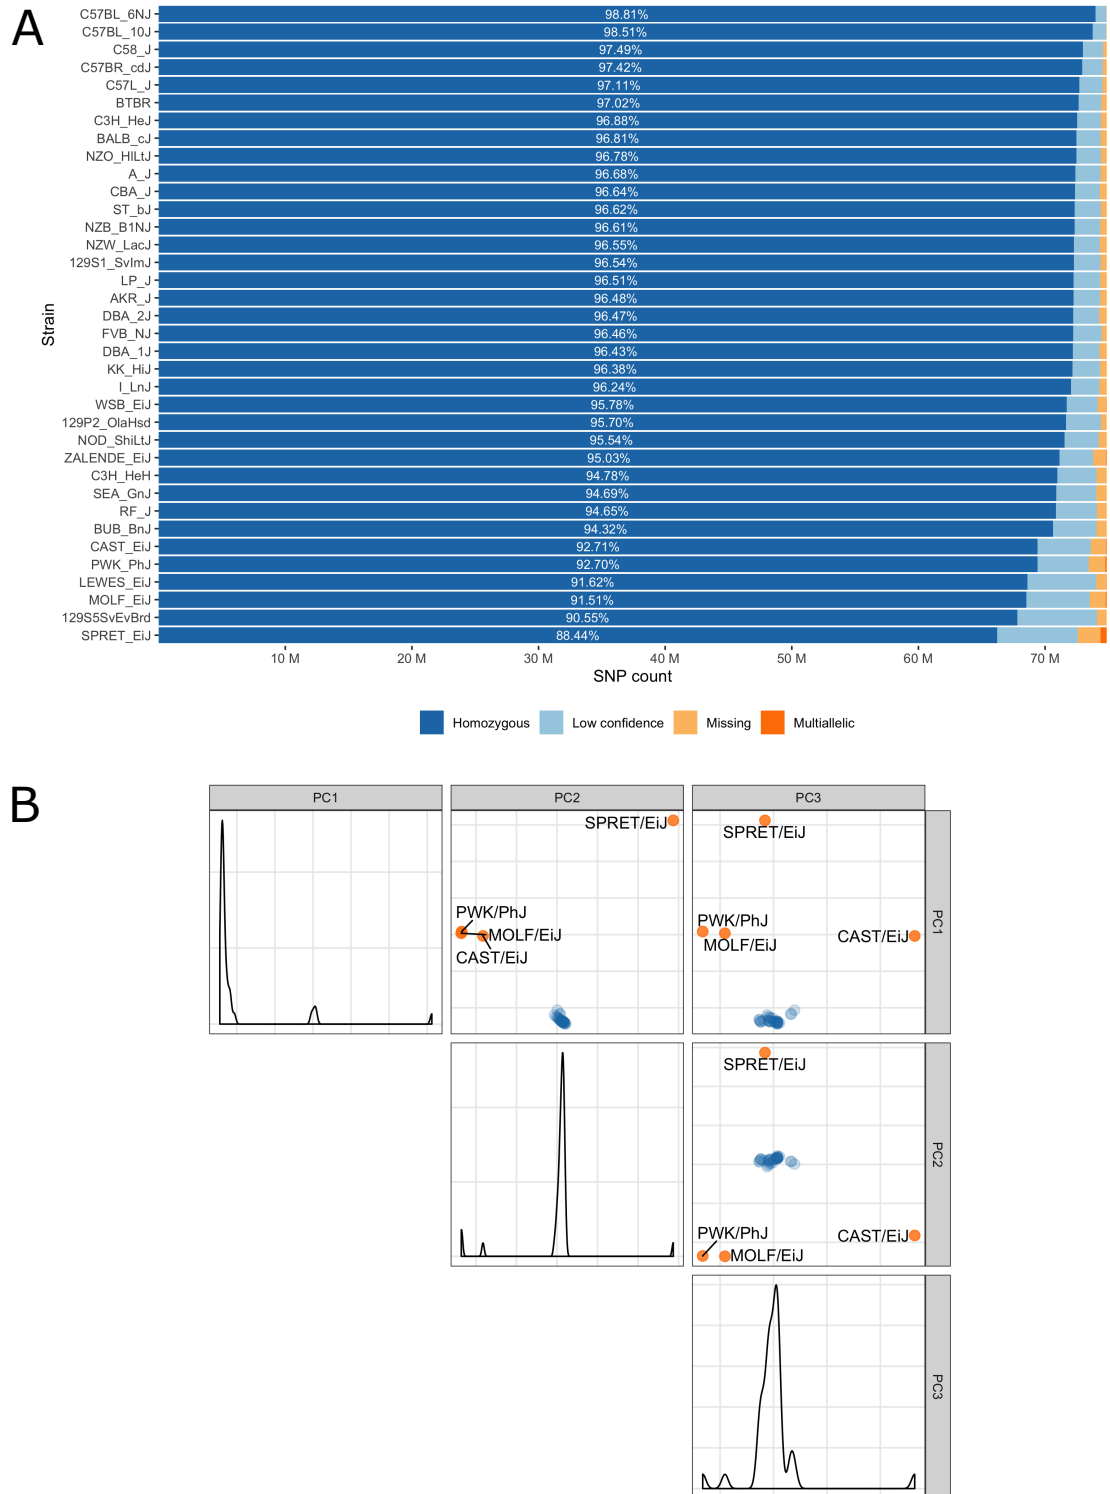 A
C57BL_6NJ 98.81%
C57BL_10J 98.51%
C58_J 97.49%
C57BR_cdJ 97.42%
C57L_J 97.11%
BTBR 97.02%
C3H_HeJ 96.88%
BALB_cJ 96.81%
NZO_HlLtJ 96.78%
A_J 96.68%
CBA_J 96.64%
ST_bJ 96.62%
NZB_B1NJ 96.61%
NZW_LacJ 96.55%
129S1_SvImJ 96.54%
LP_J 96.51%
AKR_J 96.48%
DBA_2J 96.47%
FVB_NJ 96.46%
DBA_1J 96.43%
KK_HiJ 96.38%
I_LnJ 96.24%
WSB_EiJ 95.78%
129P2_OlaHsd 95.70%
NOD_ShiLtJ 95.54%
ZALENDE_EiJ 95.03%
C3H_HeH 94.78%
SEA_GnJ 94.69%
RF_J 94.65%
BUB_BnJ 94.32%
CAST_EiJ 92.71%
PWK_PhJ 92.70%
LEWES_EiJ 91.62%
MOLF_EiJ 91.51%
129S5SvEvBrd 90.55%
SPRET_EiJ 88.44%
Strain
10 M 20 M 30 M 40 M 50 M 60 M 70 M
SNP count
Homozygous Low confidence Missing Multiallelic
B
PC1 PC2 PC3
SPRET/EiJ
PWK/PhJ
MOLF/EiJ
CAST/EiJ
SPRET/EiJ
PWK/PhJ
MOLF/EiJ
CAST/EiJ
PC1
SPRET/EiJ
PWK/PhJ
MOLF/EiJ
CAST/EiJ
PC2
PC3